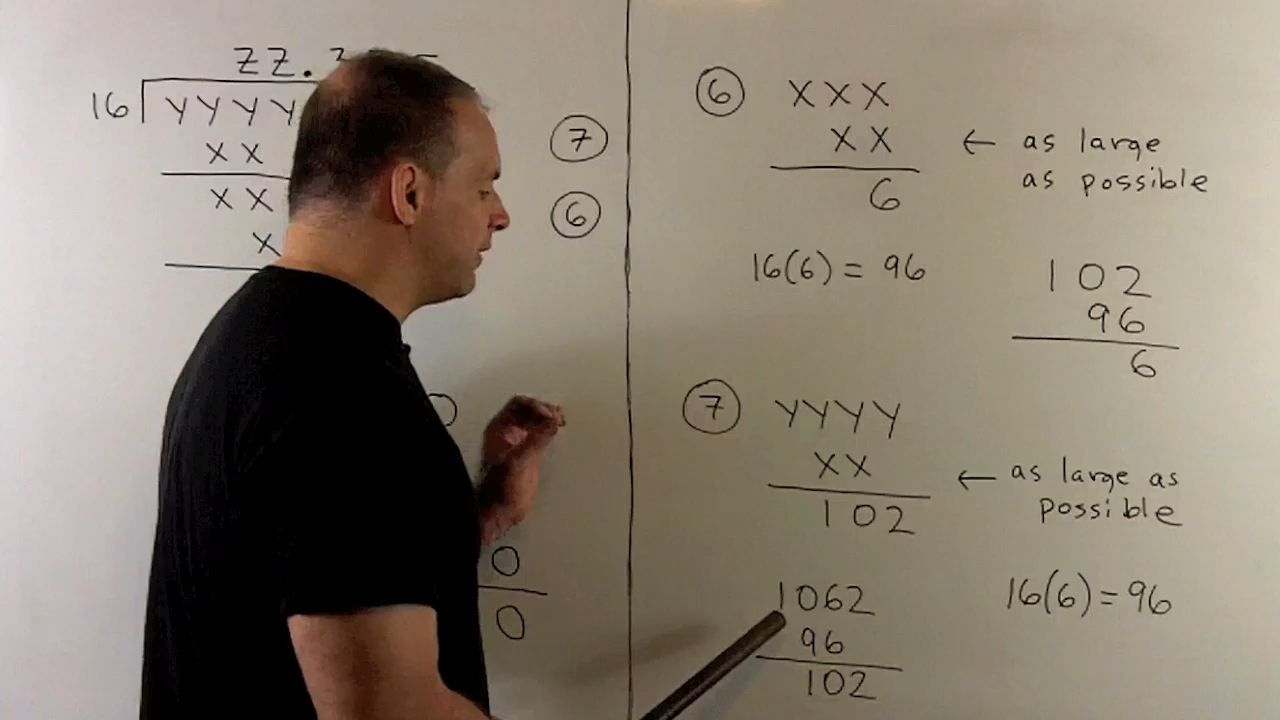 ZZ.
16 YYYY
XX
XX
X
0
0
0
7
6
6 XXX
XX ← as large
as possible
6
16(6) = 96
102
96
6
7 YYYY
XX ← as large as
possible
102
1062
96
102
16(6) = 96